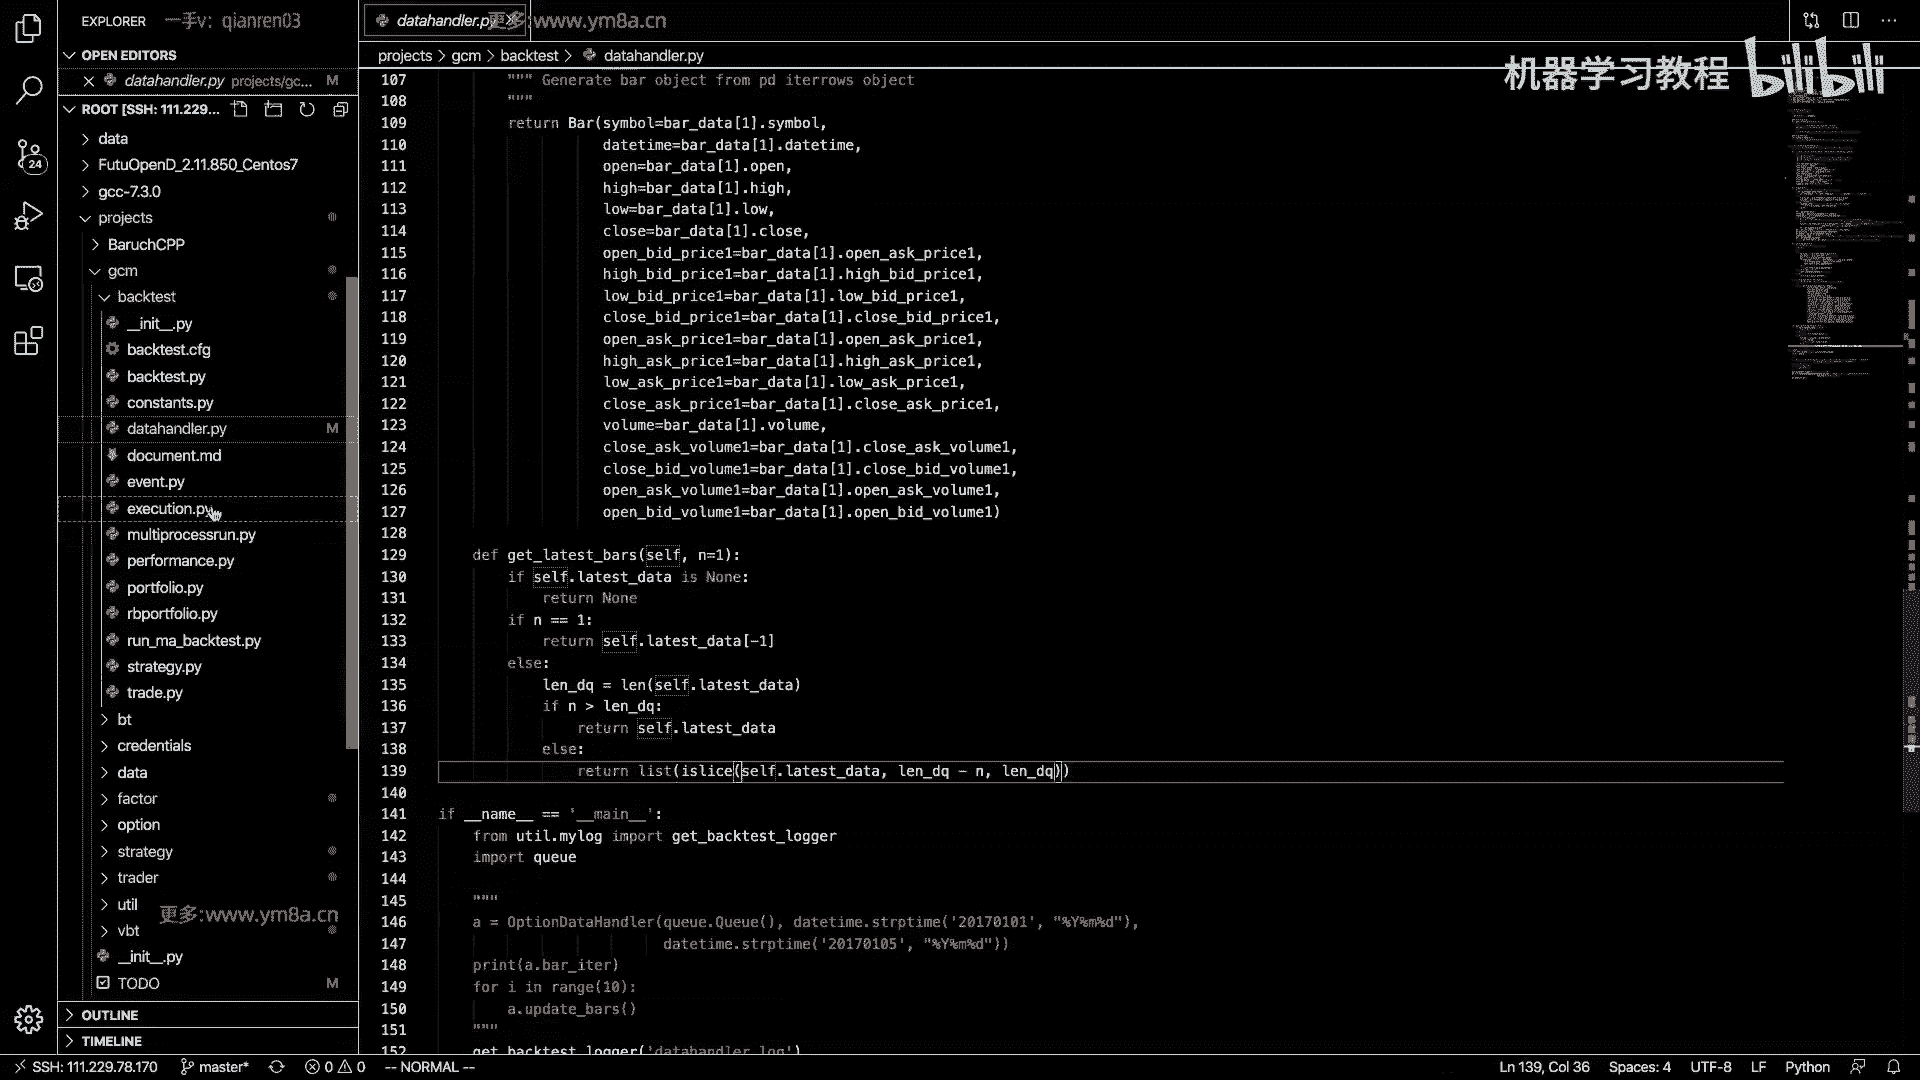 EXPLORER
一手v: qianren03
OPEN EDITORS
datahandler.py projects/gc... M
ROOT [SSH: 111.229...
data
FutuOpenD_2.11.850_Centos7
gcc-7.3.0
projects
BaruchCPP
gcm
backtest
__init__.py
backtest.cfg
backtest.py
constants.py
datahandler.py M
document.md
event.py
execution.py
multiprocessrun.py
performance.py
portfolio.py
rbportfolio.py
run_ma_backtest.py
strategy.py
trade.py
bt
credentials
data
factor
option
strategy
trader
util
更多:www.ym8a.cn
vbt
__init__.py
TODO M
OUTLINE
TIMELINE
24
datahandler.py
更多:www.ym8a.cn
projects > gcm > backtest > datahandler.py
机器学习教程 bilibili
107 """ Generate bar object from pd iterrows object
108 """
109 return Bar(symbol=bar_data[1].symbol,
110 datetime=bar_data[1].datetime,
111 open=bar_data[1].open,
112 high=bar_data[1].high,
113 low=bar_data[1].low,
114 close=bar_data[1].close,
115 open_bid_price1=bar_data[1].open_ask_price1,
116 high_bid_price1=bar_data[1].high_bid_price1,
117 low_bid_price1=bar_data[1].low_bid_price1,
118 close_bid_price1=bar_data[1].close_bid_price1,
119 open_ask_price1=bar_data[1].open_ask_price1,
120 high_ask_price1=bar_data[1].high_ask_price1,
121 low_ask_price1=bar_data[1].low_ask_price1,
122 close_ask_price1=bar_data[1].close_ask_price1,
123 volume=bar_data[1].volume,
124 close_ask_volume1=bar_data[1].close_ask_volume1,
125 close_bid_volume1=bar_data[1].close_bid_volume1,
126 open_ask_volume1=bar_data[1].open_ask_volume1,
127 open_bid_volume1=bar_data[1].open_bid_volume1)
128
129 def get_latest_bars(self, n=1):
130 if self.latest_data is None:
131 return None
132 if n == 1:
133 return self.latest_data[-1]
134 else:
135 len_dq = len(self.latest_data)
136 if n > len_dq:
137 return self.latest_data
138 else:
139 return list(islice(self.latest_data, len_dq - n, len_dq))
140
141 if __name__ == '__main__':
142 from util.mylog import get_backtest_logger
143 import queue
144
145 """
146 a = OptionDataHandler(queue.Queue(), datetime.strptime('20170101', "%Y%m%d"),
147 datetime.strptime('20170105', "%Y%m%d"))
148 print(a.bar_iter)
149 for i in range(10):
150 a.update_bars()
151 """
152 get_backtest_logger('datahandler.log')
SSH: 111.229.78.170 master* 0 0 -- NORMAL -- Ln 139, Col 36 Spaces: 4 UTF-8 LF Python